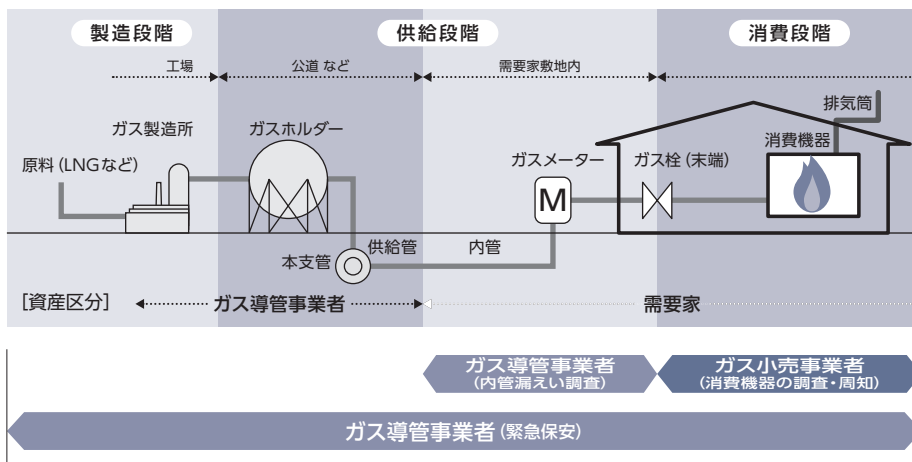 製造段階
供給段階
消費段階
工場
公道 など
需要家敷地内
排気筒
ガス製造所
ガスホルダー
消費機器
原料 (LNGなど)
ガスメーター
ガス栓 (末端)
M
供給管
内管
本支管
[資産区分]
ガス導管事業者
需要家
ガス導管事業者
(内管漏えい調査)
ガス小売事業者
(消費機器の調査・周知)
ガス導管事業者 (緊急保安)